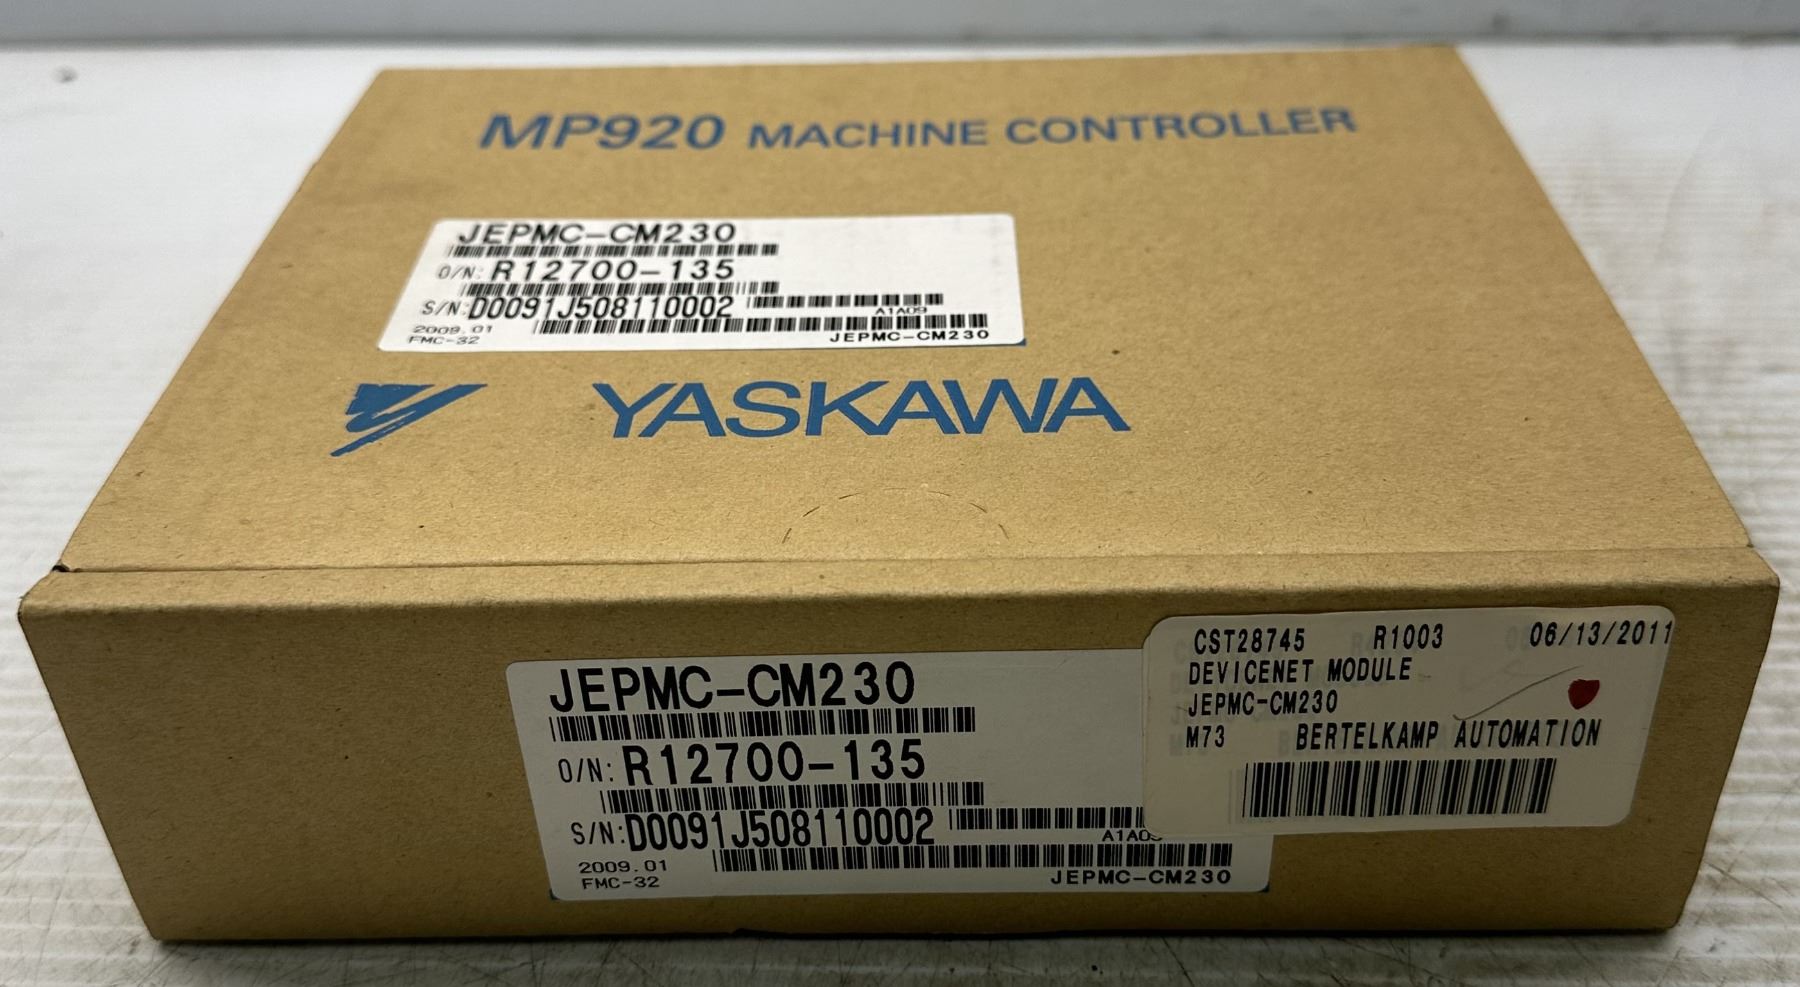 MP920 MACHINE CONTROLLER
JEPMC-CM230
O/N: R12700-135
S/N: D0091J508110002
A1A09
2009.01
FMC-32
JEPMC-CM230
YASKAWA
JEPMC-CM230
O/N: R12700-135
S/N: D0091J508110002
2009.01
FMC-32
JEPMC-CM230
CST28745 R1003 06/13/2011
DEVICENET MODULE
JEPMC-CM230
M73 BERTELKAMP AUTOMATION